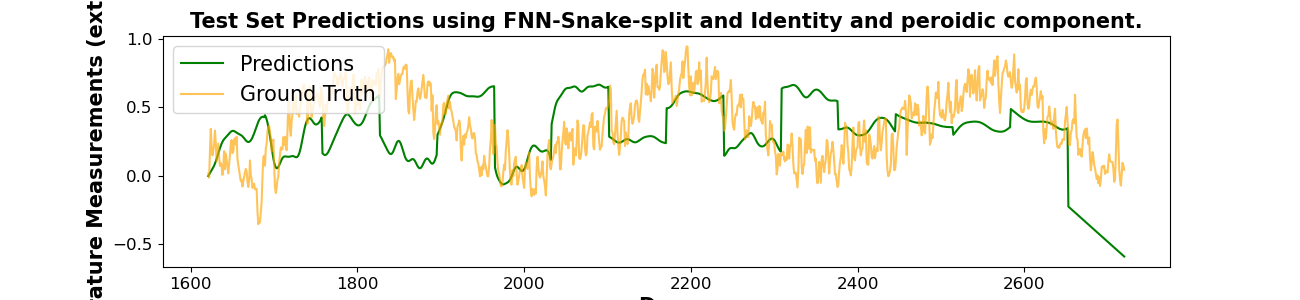 Test Set Predictions using FNN-Snake-split and Identity and peroidic component.
Predictions
Ground Truth
1.0
0.5
0.0
−0.5
1600 1800 2000 2200 2400 2600
Measurements